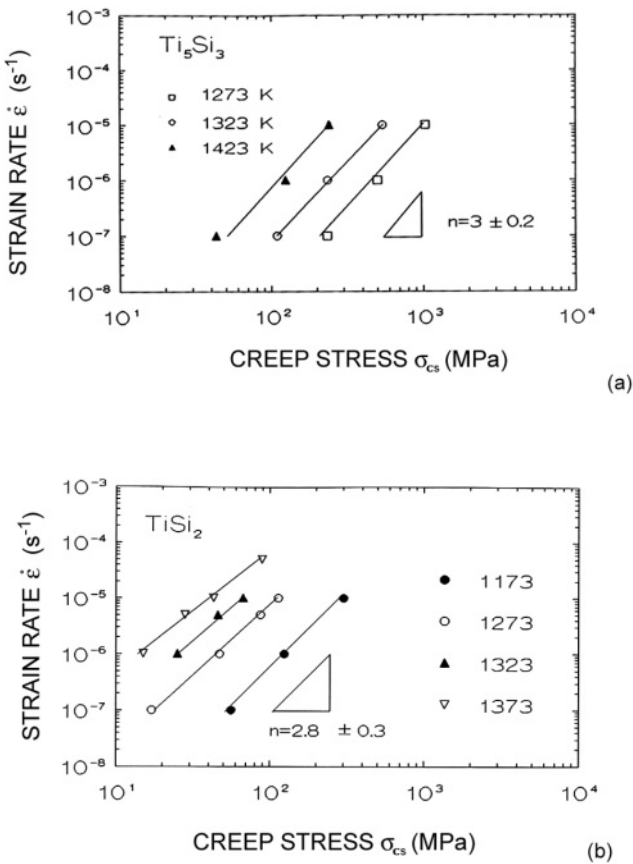 10⁻³
Ti₅Si₃
10⁻⁴
□ 1273 K
○ 1323 K
▲ 1423 K
10⁻⁵
10⁻⁶
n=3 ± 0.2
10⁻⁷
10⁻⁸
10¹ 10² 10³ 10⁴
STRAIN RATE ε̇ (s⁻¹)
CREEP STRESS σcs (MPa)
(a)
10⁻³
TiSi₂
10⁻⁴
● 1173
10⁻⁵
○ 1273
10⁻⁶
▲ 1323
▽ 1373
10⁻⁷
n=2.8 ± 0.3
10⁻⁸
10¹ 10² 10³ 10⁴
STRAIN RATE ε̇ (s⁻¹)
CREEP STRESS σcs (MPa)
(b)